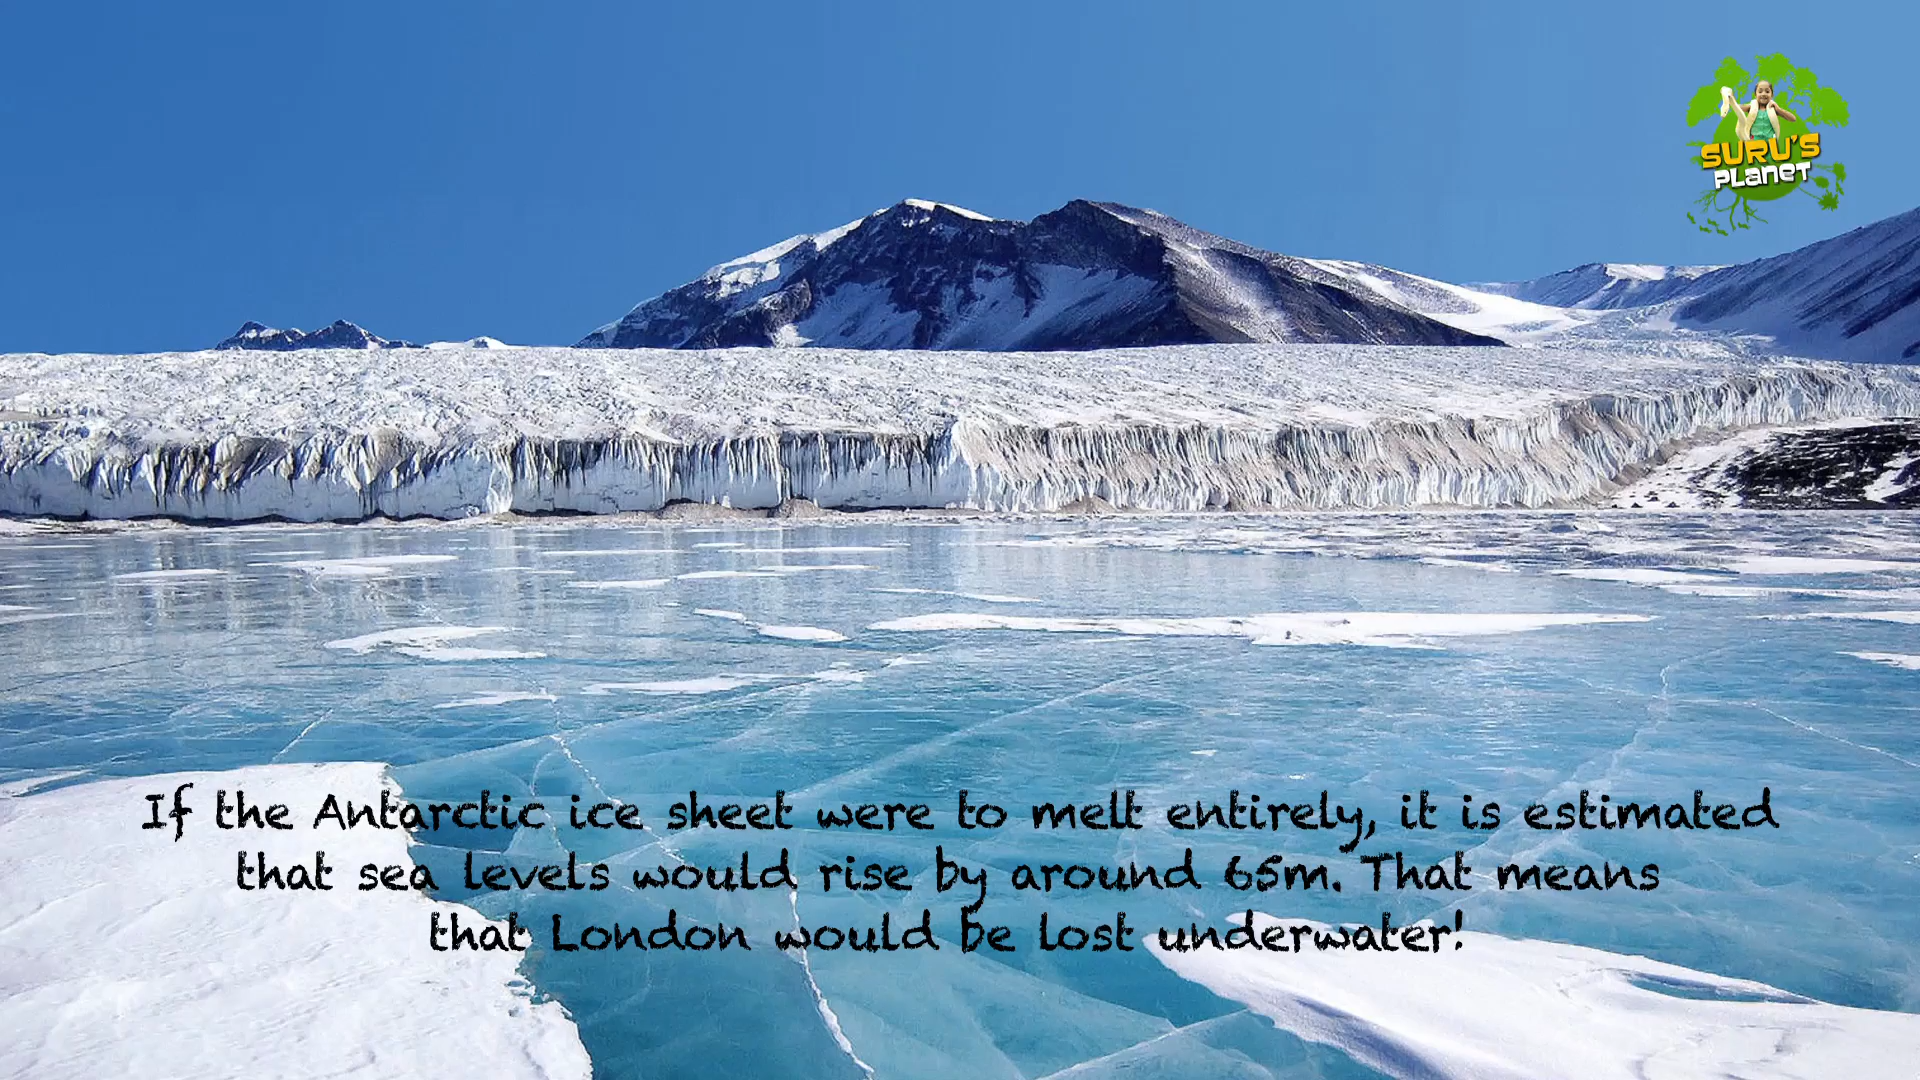 SURU'S
PLANET
If the Antarctic ice sheet were to melt entirely, it is estimated
that sea levels would rise by around 65m. That means
that London would be lost underwater!